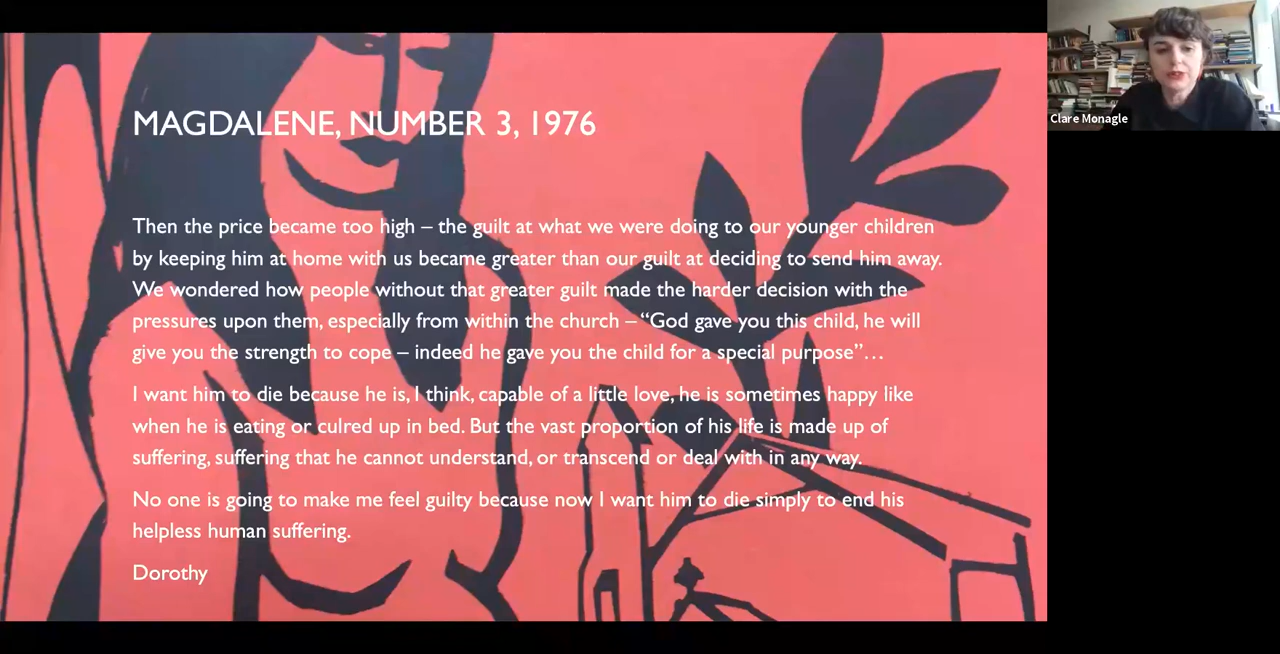 MAGDALENE, NUMBER 3, 1976
Then the price became too high – the guilt at what we were doing to our younger children
by keeping him at home with us became greater than our guilt at deciding to send him away.
We wondered how people without that greater guilt made the harder decision with the
pressures upon them, especially from within the church – “God gave you this child, he will
give you the strength to cope – indeed he gave you the child for a special purpose”…
I want him to die because he is, I think, capable of a little love, he is sometimes happy like
when he is eating or culred up in bed. But the vast proportion of his life is made up of
suffering, suffering that he cannot understand, or transcend or deal with in any way.
No one is going to make me feel guilty because now I want him to die simply to end his
helpless human suffering.
Dorothy
Clare Monagle